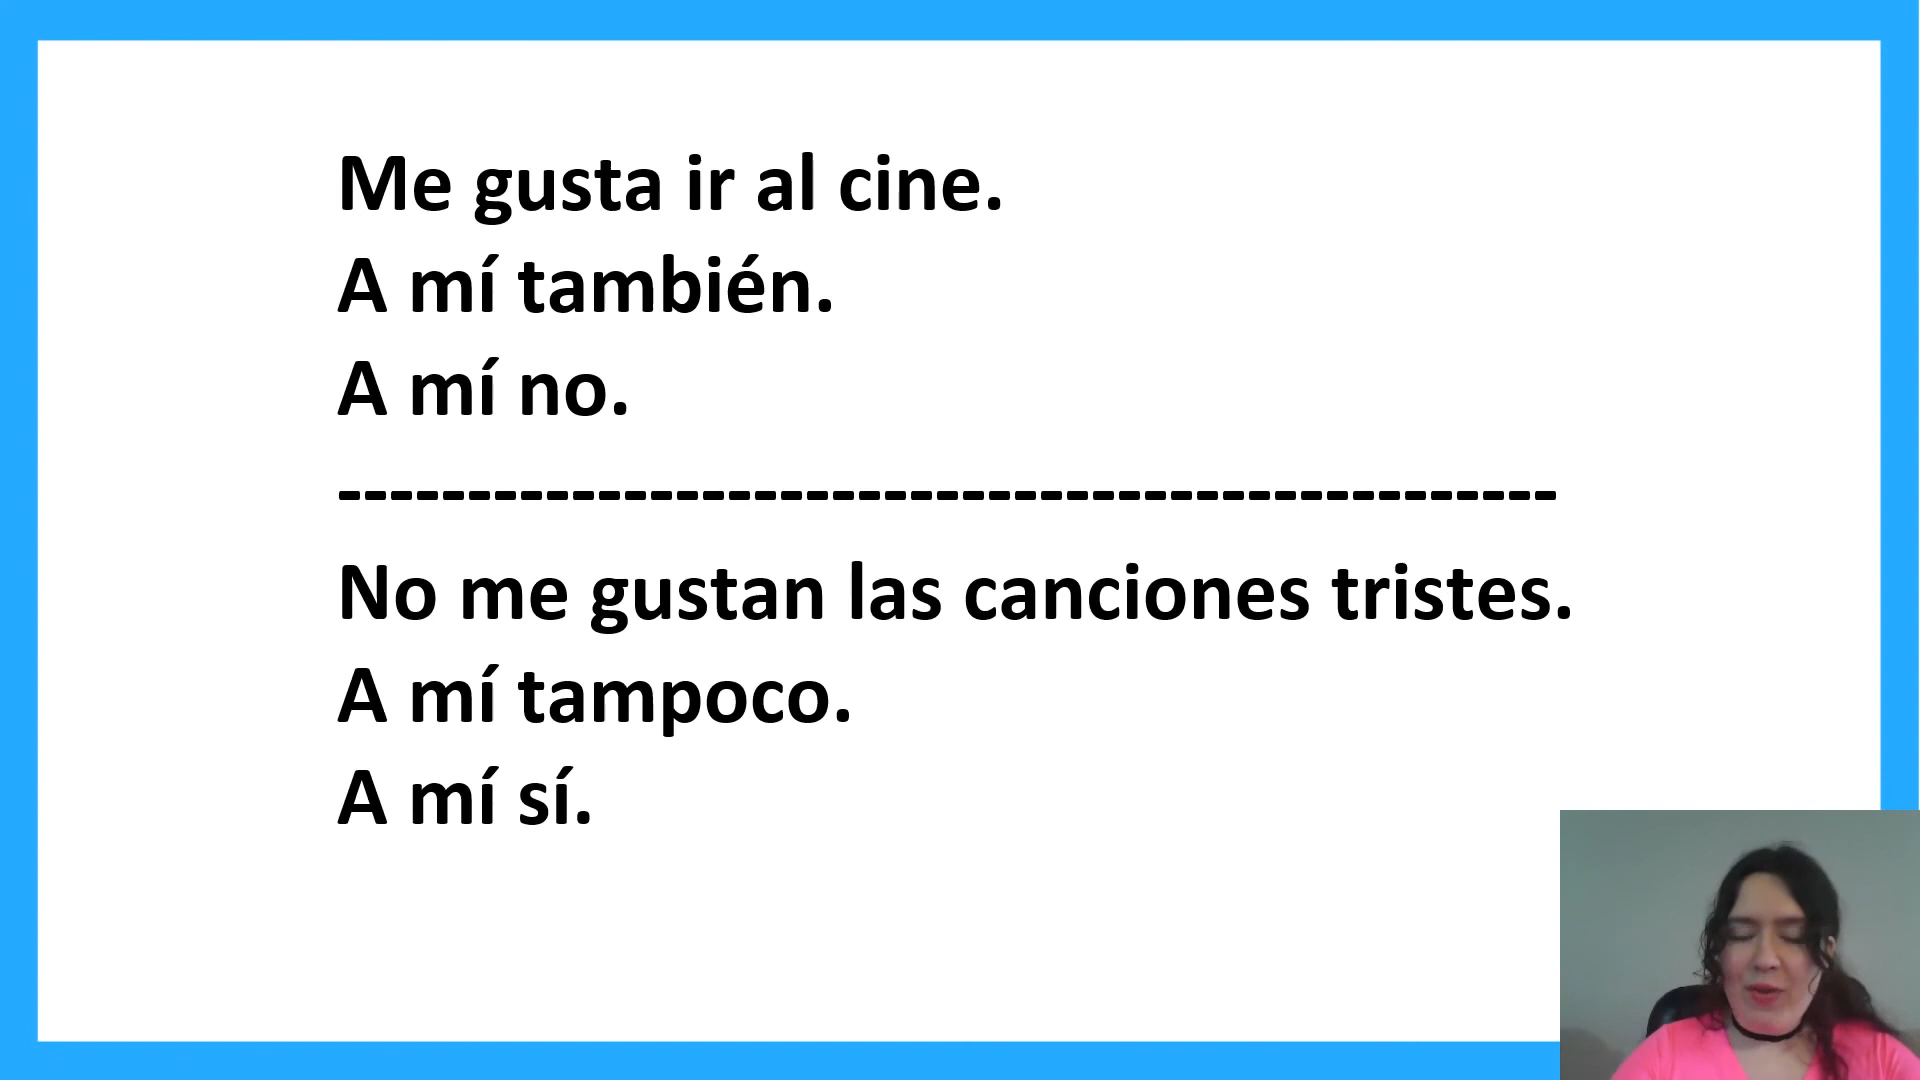 Me gusta ir al cine.
A mí también.
A mí no.
-----------------------------------------------
No me gustan las canciones tristes.
A mí tampoco.
A mí sí.